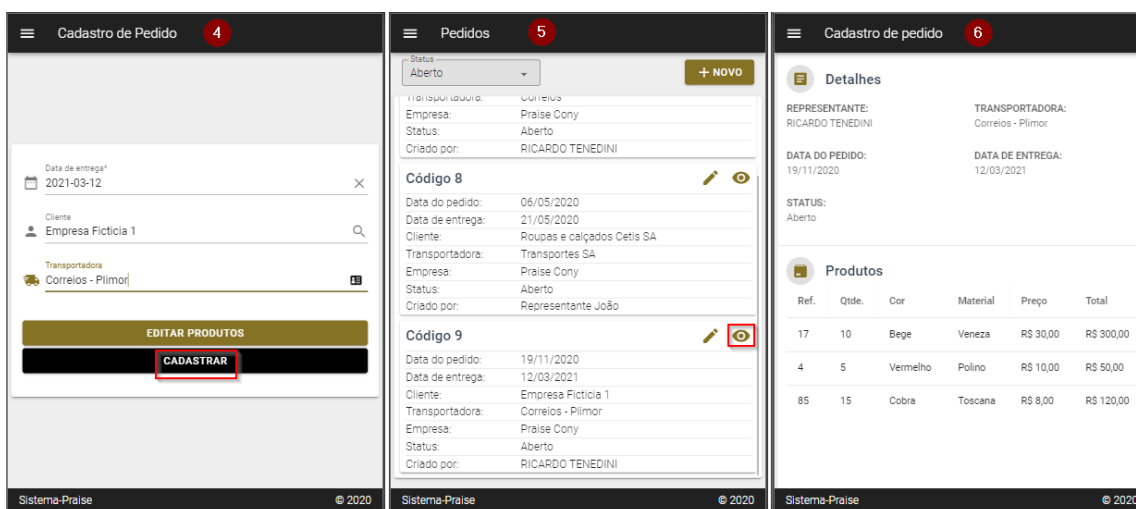 Cadastro de Pedido 4
Data de entrega*
2021-03-12
Cliente
Empresa Ficticia 1
Transportadora
Correios - Plimor
EDITAR PRODUTOS
CADASTRAR
Sistema-Praise © 2020
Pedidos 5
Status
Aberto
+ NOVO
Transportadora: Correios
Empresa: Praise Cony
Status: Aberto
Criado por: RICARDO TENEDINI
Código 8
Data do pedido: 06/05/2020
Data de entrega: 21/05/2020
Cliente: Roupas e calçados Cetis SA
Transportadora: Transportes SA
Empresa: Praise Cony
Status: Aberto
Criado por: Representante João
Código 9
Data do pedido: 19/11/2020
Data de entrega: 12/03/2021
Cliente: Empresa Ficticia 1
Transportadora: Correios - Plimor
Empresa: Praise Cony
Status: Aberto
Criado por: RICARDO TENEDINI
Sistema-Praise © 2020
Cadastro de pedido 6
Detalhes
REPRESENTANTE: TRANSPORTADORA:
RICARDO TENEDINI Correios - Plimor
DATA DO PEDIDO: DATA DE ENTREGA:
19/11/2020 12/03/2021
STATUS:
Aberto
Produtos
Ref. Qtde. Cor Material Preço Total
17 10 Bege Veneza R$ 30,00 R$ 300,00
4 5 Vermelho Polino R$ 10,00 R$ 50,00
85 15 Cobra Toscana R$ 8,00 R$ 120,00
Sistema-Praise © 2020